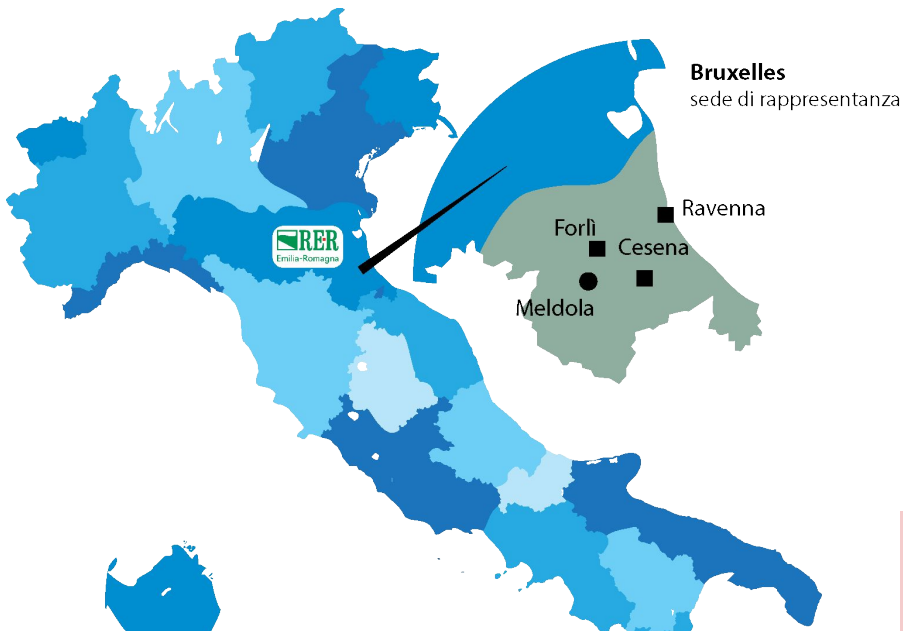 Bruxelles
sede di rappresentanza
Ravenna
Forlì
Cesena
RER
Emilia-Romagna
Meldola